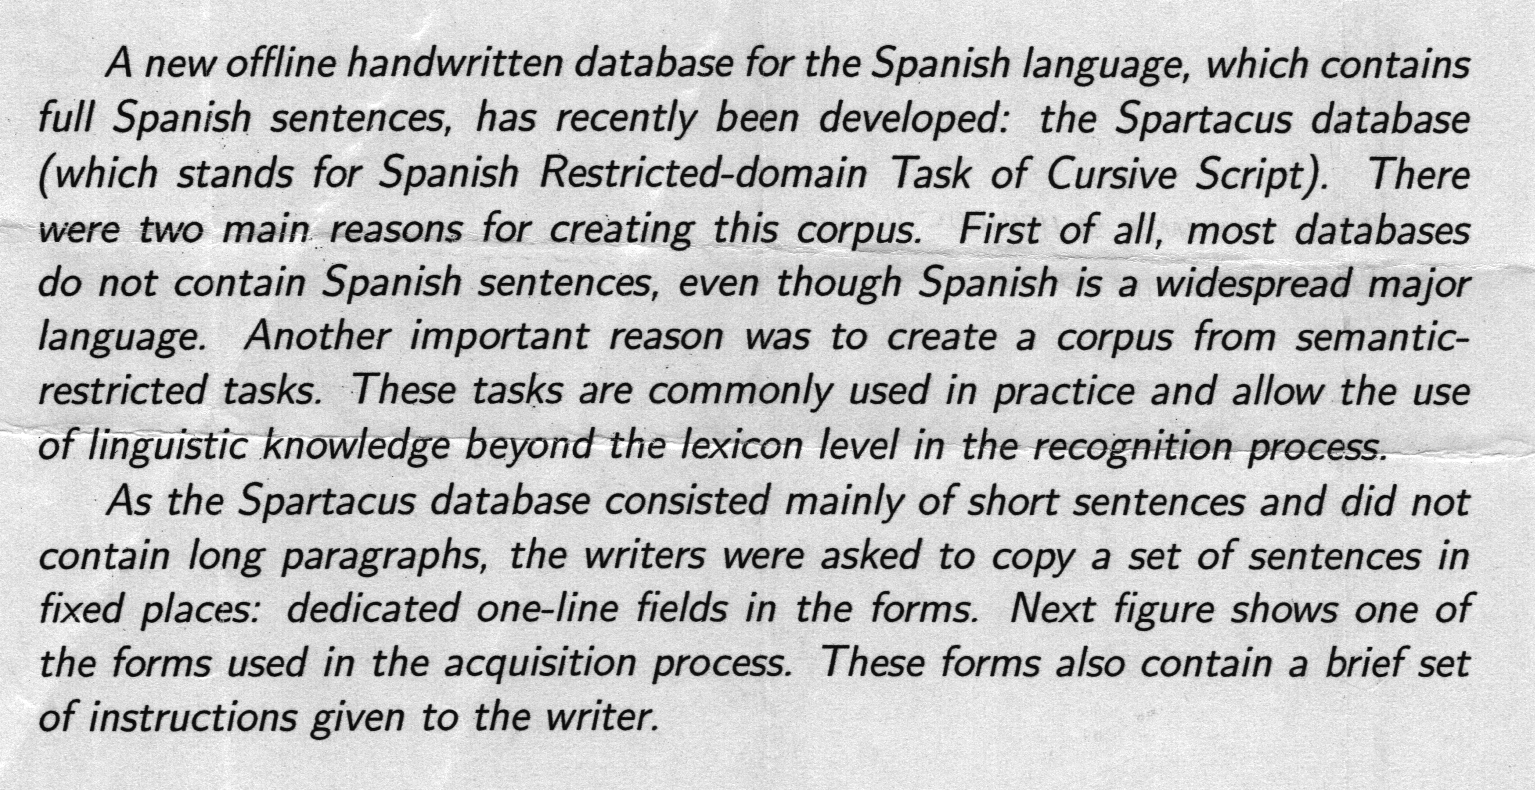 A new offline handwritten database for the Spanish language, which contains
full Spanish sentences, has recently been developed: the Spartacus database
(which stands for Spanish Restricted-domain Task of Cursive Script). There
were two main reasons for creating this corpus. First of all, most databases
do not contain Spanish sentences, even though Spanish is a widespread major
language. Another important reason was to create a corpus from semantic-
restricted tasks. These tasks are commonly used in practice and allow the use
of linguistic knowledge beyond the lexicon level in the recognition process.
As the Spartacus database consisted mainly of short sentences and did not
contain long paragraphs, the writers were asked to copy a set of sentences in
fixed places: dedicated one-line fields in the forms. Next figure shows one of
the forms used in the acquisition process. These forms also contain a brief set
of instructions given to the writer.